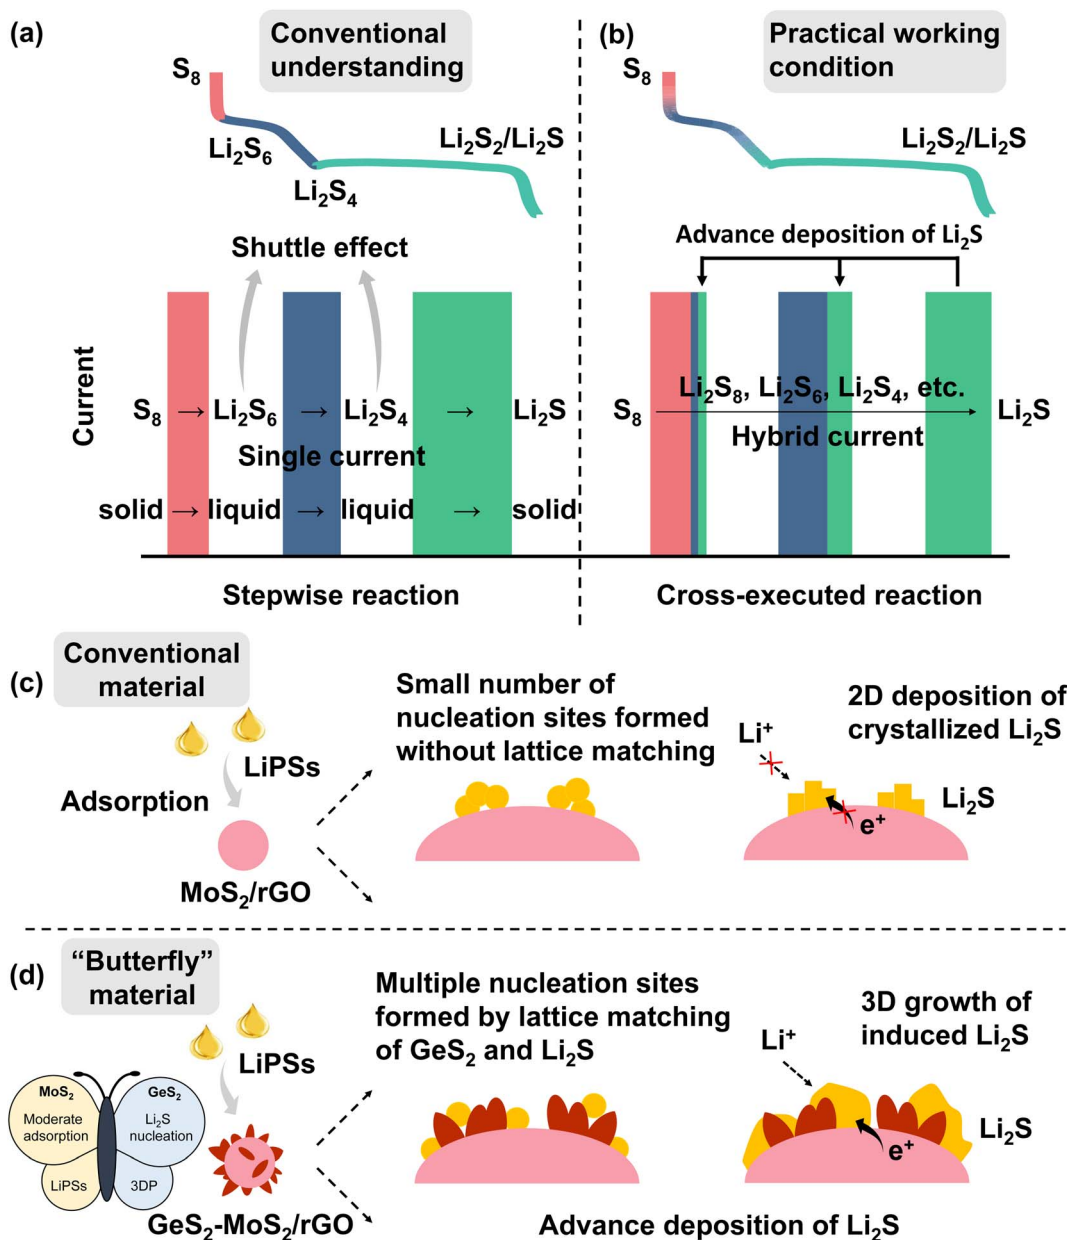 (a)
Conventional
understanding
S₈
Li₂S₆
Li₂S₄
Li₂S₂/Li₂S
Shuttle effect
Current
S₈ → Li₂S₆ → Li₂S₄ → Li₂S
Single current
solid → liquid → liquid → solid
Stepwise reaction
(b)
Practical working
condition
S₈
Li₂S₂/Li₂S
Advance deposition of Li₂S
Li₂S₈, Li₂S₆, Li₂S₄, etc.
S₈
Li₂S
Hybrid current
Cross-executed reaction
(c)
Conventional
material
LiPSs
Adsorption
MoS₂/rGO
Small number of
nucleation sites formed
without lattice matching
2D deposition of
crystallized Li₂S
Li⁺
Li₂S
e⁺
(d)
“Butterfly”
material
LiPSs
MoS₂
Moderate
adsorption
LiPSs
GeS₂
Li₂S
nucleation
3DP
GeS₂-MoS₂/rGO
Multiple nucleation sites
formed by lattice matching
of GeS₂ and Li₂S
3D growth of
induced Li₂S
Li⁺
Li₂S
e⁺
Advance deposition of Li₂S